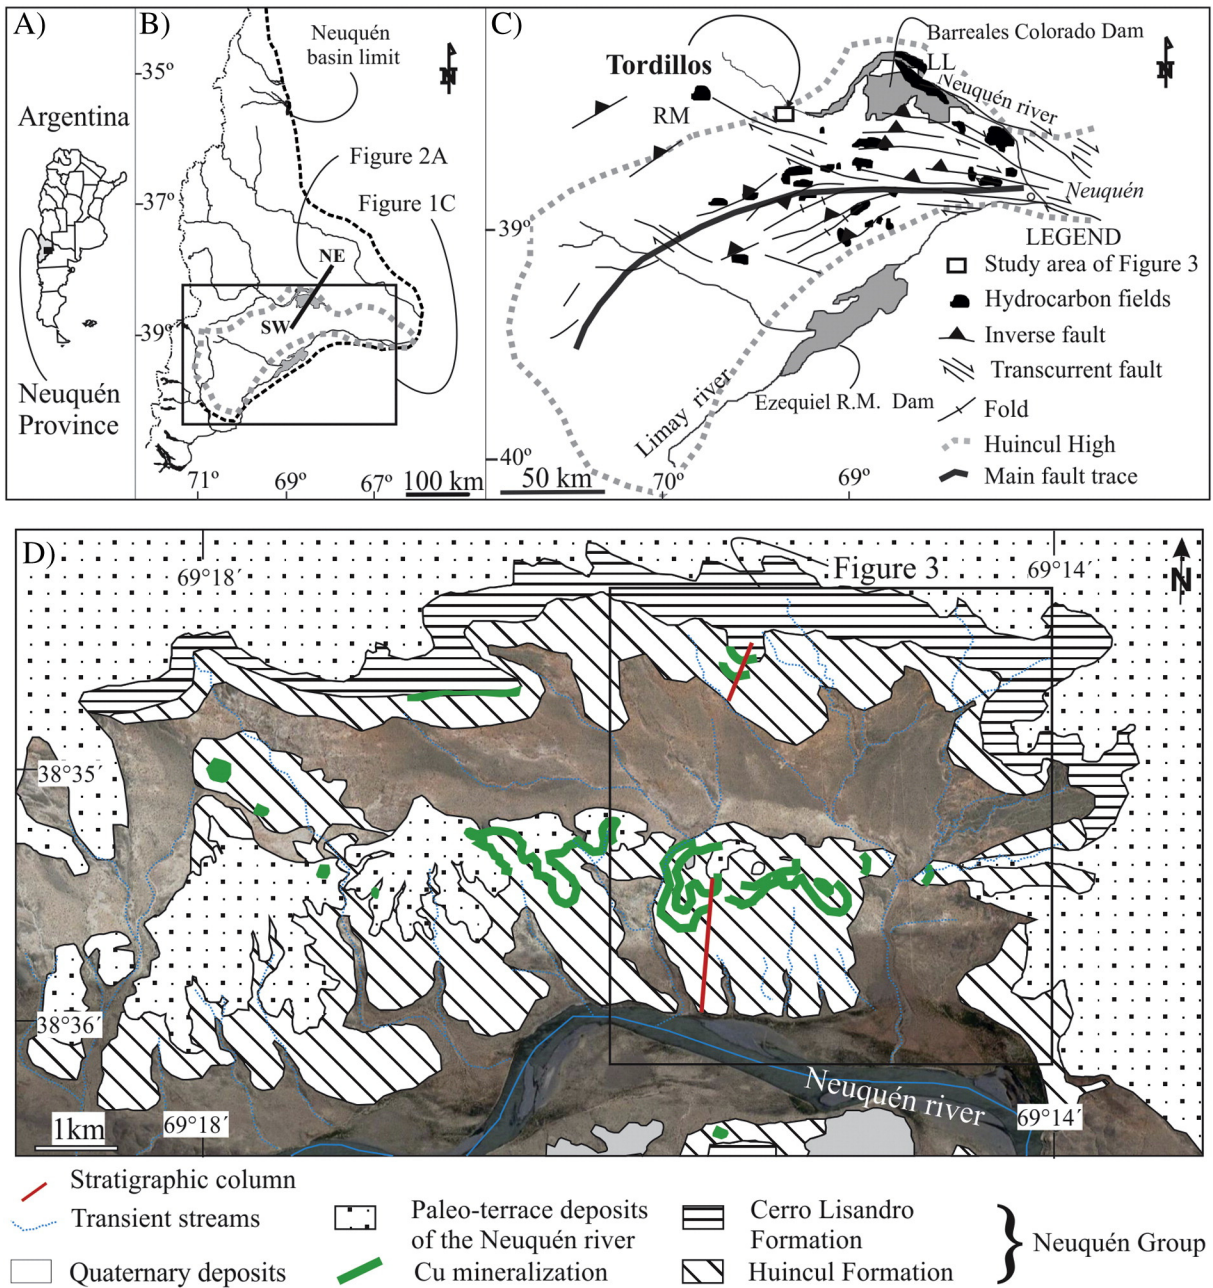 A)
Argentina
Neuquén
Province
B)
Neuquén
basin limit
-35º
Figure 2A
-37º
Figure 1C
NE
SW
-39º
71º
69º
67º
100 km
N
C)
Barreales Colorado Dam
Tordillos
LL
Neuquén river
N
RM
Neuquén
39º
LEGEND
Study area of Figure 3
Hydrocarbon fields
Inverse fault
Transcurrent fault
Fold
Huincul High
Main fault trace
Ezequiel R.M. Dam
Limay river
40º
50 km
70º
69º
D)
69°18´
Figure 3
69°14´
N
38°35´
38°36´
Neuquén river
69°18´
69°14´
1km
Stratigraphic column
Transient streams
Quaternary deposits
Paleo-terrace deposits
of the Neuquén river
Cu mineralization
Cerro Lisandro
Formation
Huincul Formation
Neuquén Group